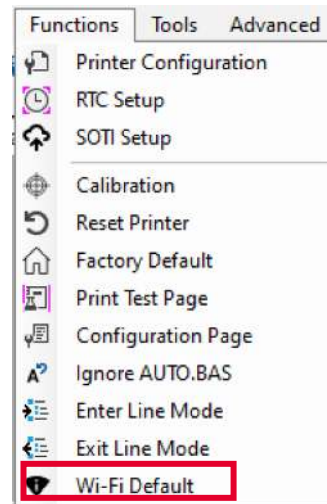 Functions Tools Advanced
Printer Configuration
RTC Setup
SOTI Setup
Calibration
Reset Printer
Factory Default
Print Test Page
Configuration Page
Ignore AUTO.BAS
Enter Line Mode
Exit Line Mode
Wi-Fi Default